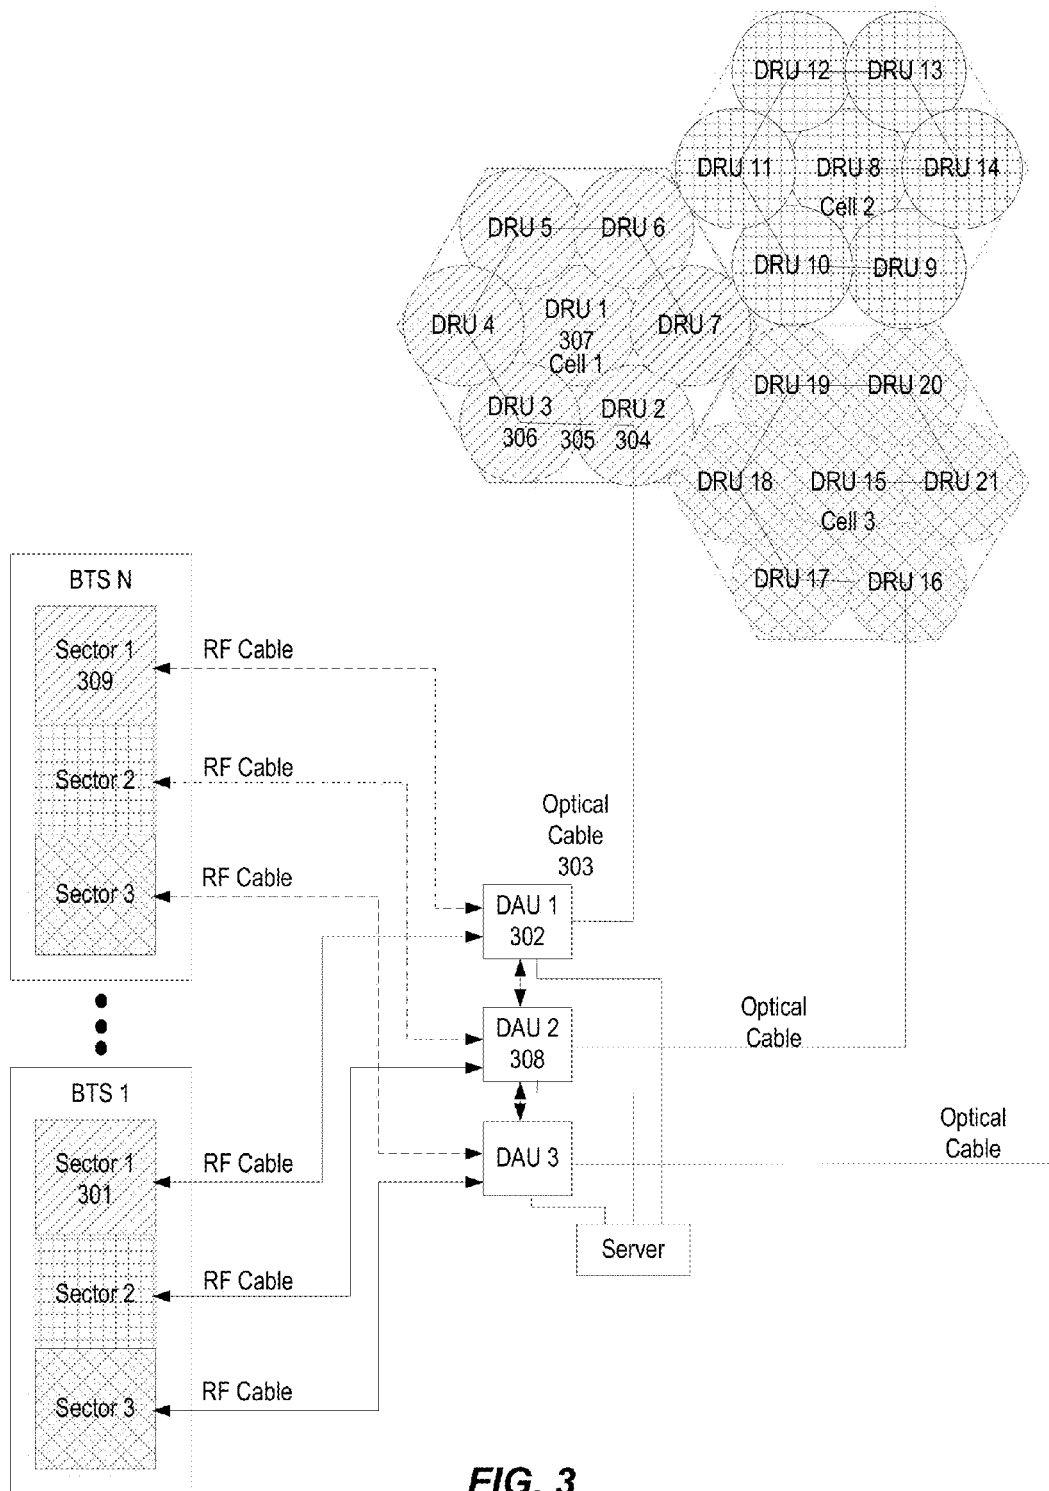 DRU 12
DRU 13
DRU 11
DRU 8
DRU 14
Cell 2
DRU 10
DRU 9
DRU 5
DRU 6
DRU 4
DRU 1
307
DRU 7
Cell 1
DRU 3
306
305
DRU 2
304
DRU 19
DRU 20
DRU 18
DRU 15
DRU 21
Cell 3
DRU 17
DRU 16
BTS N
Sector 1
309
RF Cable
Sector 2
RF Cable
Sector 3
RF Cable
Optical
Cable
303
DAU 1
302
DAU 2
308
Optical
Cable
DAU 3
Optical
Cable
Server
BTS 1
Sector 1
301
RF Cable
Sector 2
RF Cable
Sector 3
RF Cable
FIG. 3